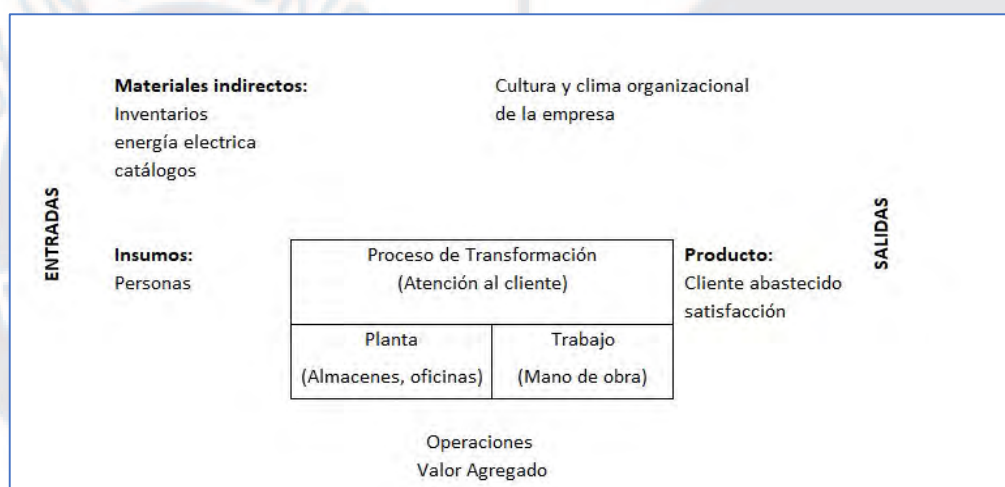 Materiales indirectos:
Inventarios
energía electrica
catálogos
Cultura y clima organizacional
de la empresa
ENTRADAS
Insumos:
Personas
Proceso de Transformación
(Atención al cliente)
Planta
(Almacenes, oficinas)
Trabajo
(Mano de obra)
Producto:
Cliente abastecido
satisfacción
SALIDAS
Operaciones
Valor Agregado